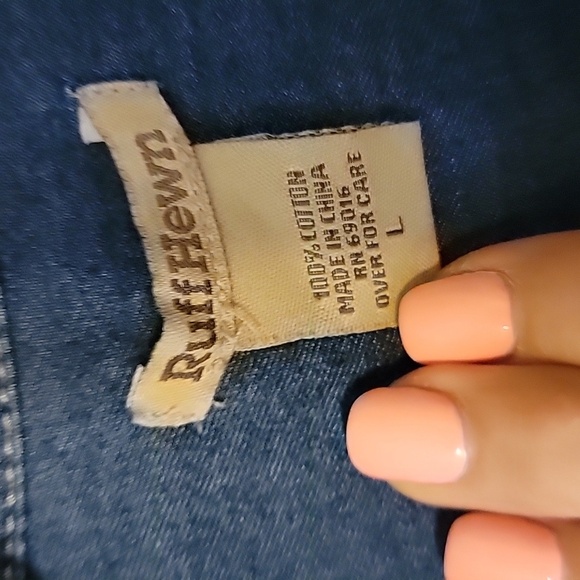 Ruff Hewn
100% COTTON
MADE IN CHINA
RN 69016
OVER FOR CARE
L